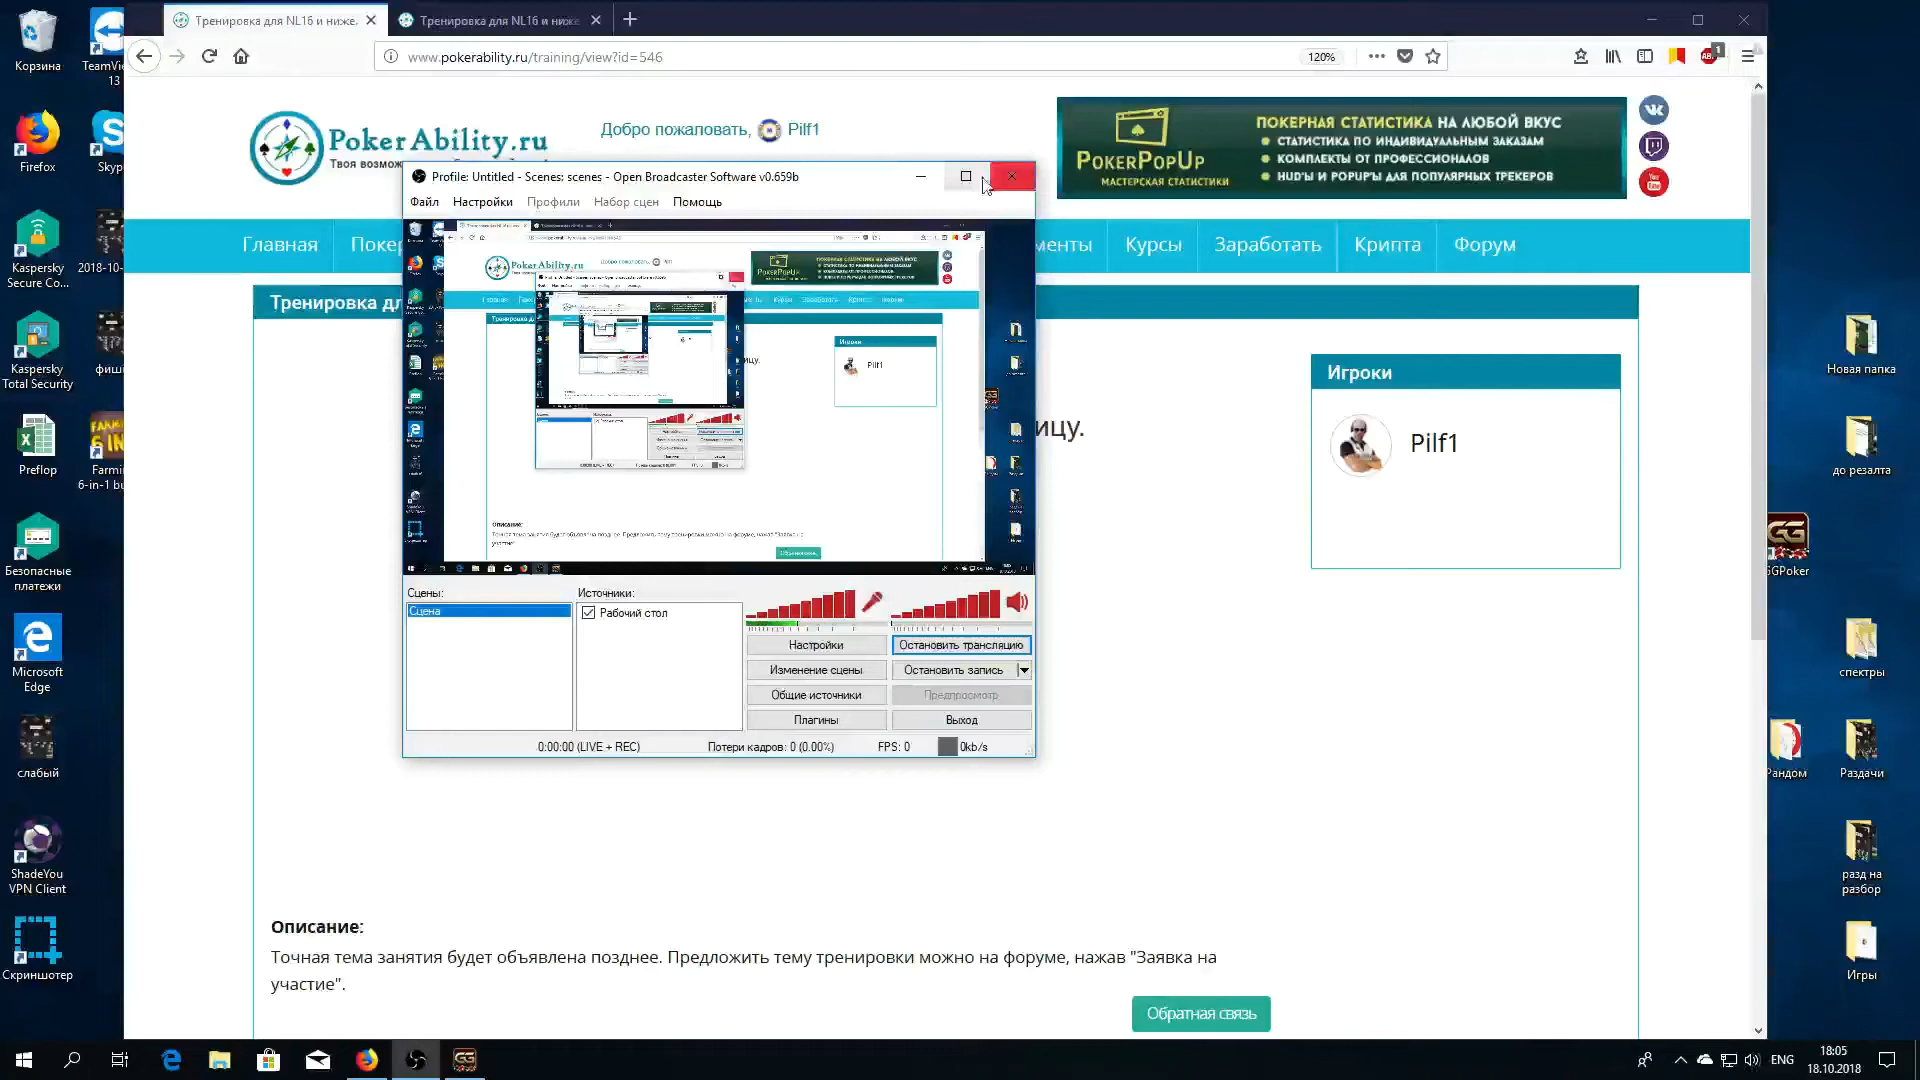 Корзина
TeamVi
13
Firefox
Skyp
Kaspersky
Secure Co...
2018-10-
Kaspersky
Total Security
фиш
Preflop
Farmin
6-in-1 bu
Безопасные
платежи
Microsoft
Edge
слабый
ShadeYou
VPN Client
Скриншотер
Тренировка для NL16 и ниже.
Тренировка для NL16 и ниже
www.pokerability.ru/training/view?id=546
120%
1
PokerAbility.ru
Твоя возмож
Добро пожаловать, Pilf1
PokerPopUp
МАСТЕРСКАЯ СТАТИСТИКИ
ПОКЕРНАЯ СТАТИСТИКА НА ЛЮБОЙ ВКУС
СТАТИСТИКА ПО ИНДИВИДУАЛЬНЫМ ЗАКАЗАМ
КОМПЛЕКТЫ ОТ ПРОФЕССИОНАЛОВ
HUD'Ы И POPUP'Ы ДЛЯ ПОПУЛЯРНЫХ ТРЕКЕРОВ
Главная
Покер
менты
Курсы
Заработать
Крипта
Форум
Тренировка дл
ицу.
Игроки
Pilf1
Profile: Untitled - Scenes: scenes - Open Broadcaster Software v0.659b
Файл Настройки Профили Набор сцен Помощь
PokerAbility.ru
Pilf1
Сцены:
Сцена
Источники:
Рабочий стол
Настройки
Остановить трансляцию
Изменение сцены
Остановить запись
Общие источники
Предпросмотр
Плагины
Выход
0:00:00 (LIVE + REC)
Потери кадров: 0 (0.00%)
FPS: 0
0kb/s
Описание:
Точная тема занятия будет объявлена позднее. Предложить тему тренировки можно на форуме, нажав "Заявка на
участие".
Обратная связь
Новая папка
до резалта
GGPoker
спектры
Рандом
Раздачи
разд на
разбор
Игры
ENG
18:05
18.10.2018